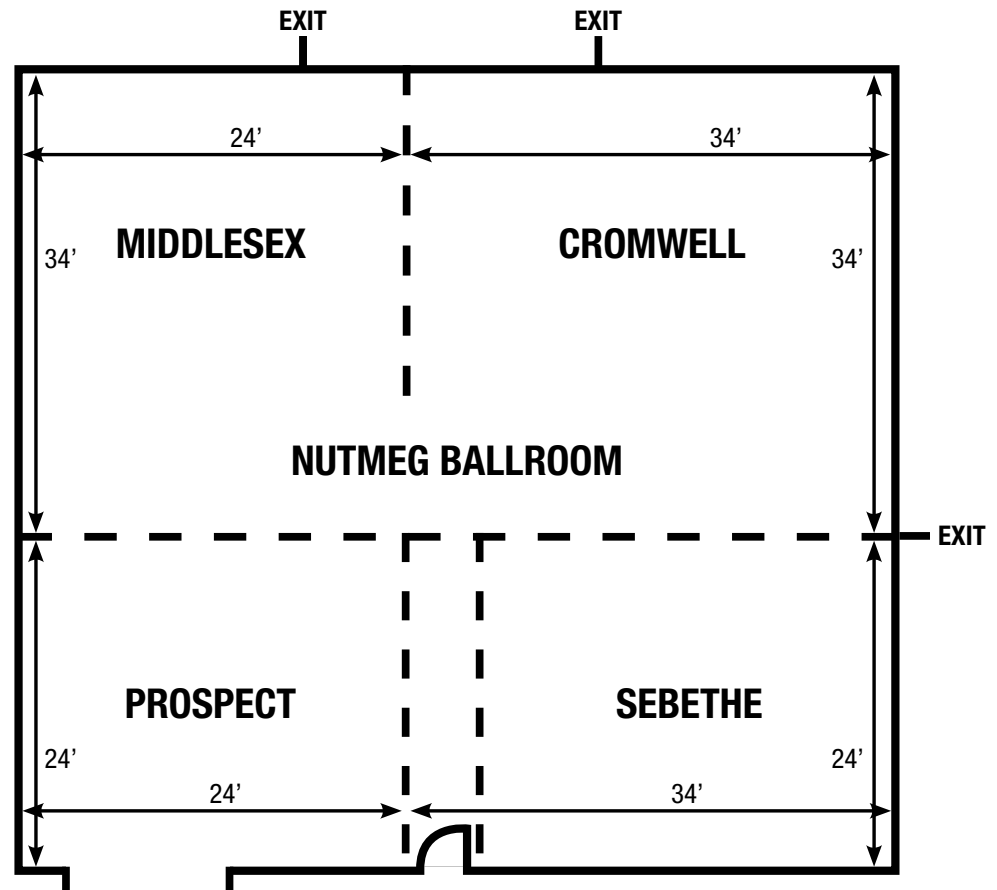 EXIT
EXIT
24’
34’
MIDDLESEX
CROMWELL
34’
34’
NUTMEG BALLROOM
EXIT
PROSPECT
SEBETHE
24’
24’
24’
34’